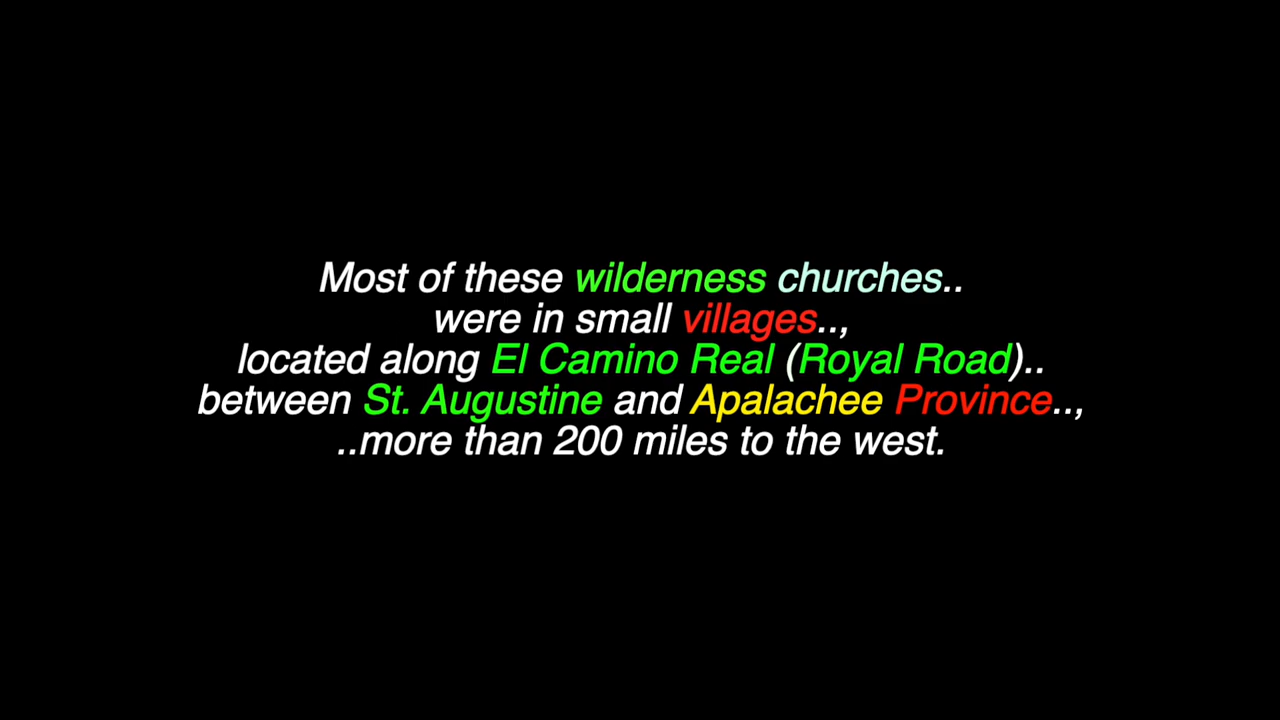 Most of these wilderness churches..
were in small villages..,
located along El Camino Real (Royal Road)..
between St. Augustine and Apalachee Province..,
..more than 200 miles to the west.